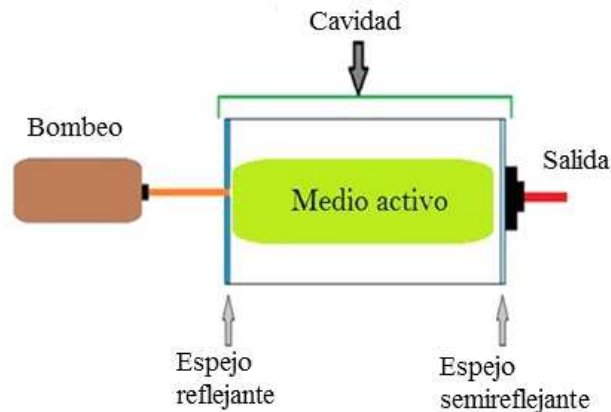 Cavidad
Bombeo
Salida
Medio activo
Espejo
reflejante
Espejo
semireflejante